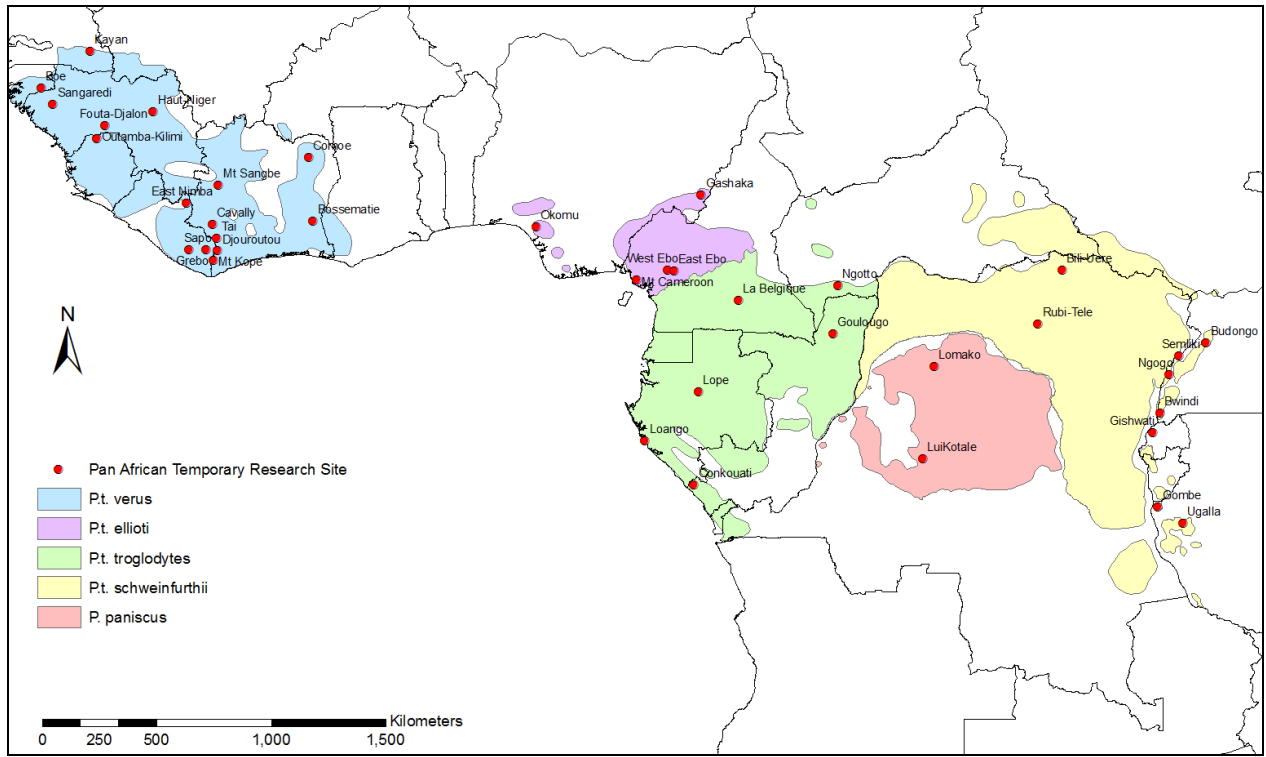 Kayan
Boe
Sangaredi
Haut-Niger
Fouta-Djalon
Outamba-Kilimi
Comoe
Mt Sangbe
East Nimba
Bossematie
Cavally
Tai
Sapo
Djouroutou
Grebo
Mt Kope
Gashaka
Okomu
West Ebo
East Ebo
Mt Cameroon
La Belgique
Ngotto
Goulougo
Bili-Uere
Rubi-Tele
Budongo
Semliki
Ngogo
Lomako
Lope
Bwindi
Gishwati
Loango
LuiKotale
Conkouati
Gombe
Ugalla
N
Pan African Temporary Research Site
P.t. verus
P.t. ellioti
P.t. troglodytes
P.t. schweinfurthii
P. paniscus
Kilometers
0 250 500 1,000 1,500